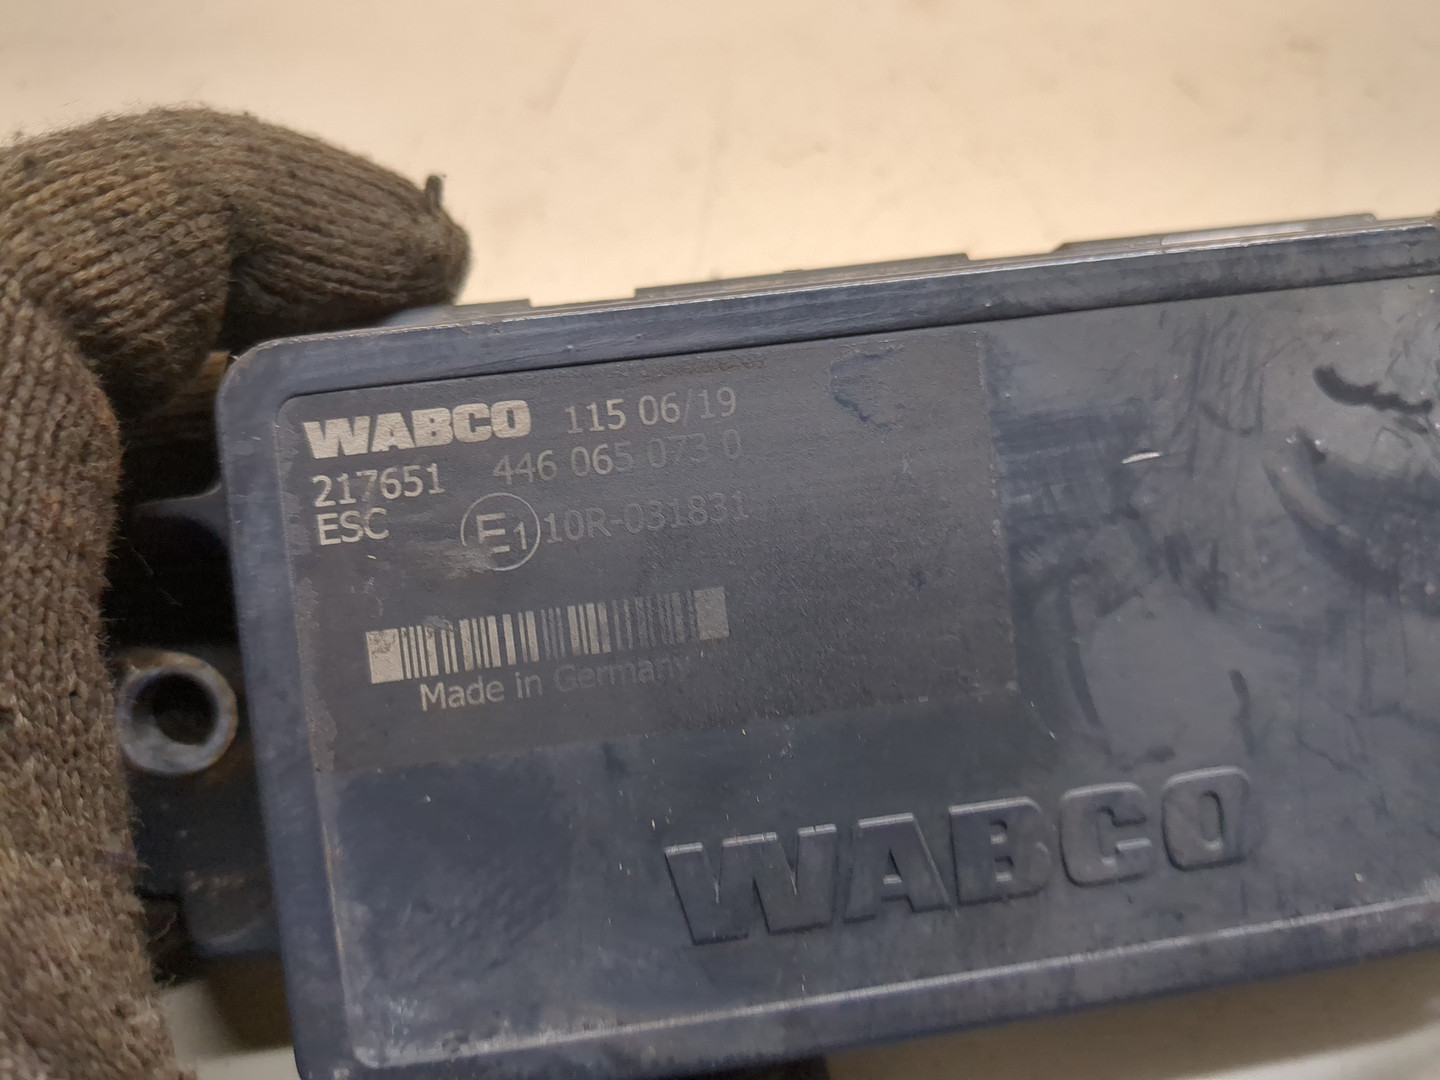 WABCO 115 06/19
217651 446 065 073 0
ESC E1 10R-031831
Made in Germany
WABCO